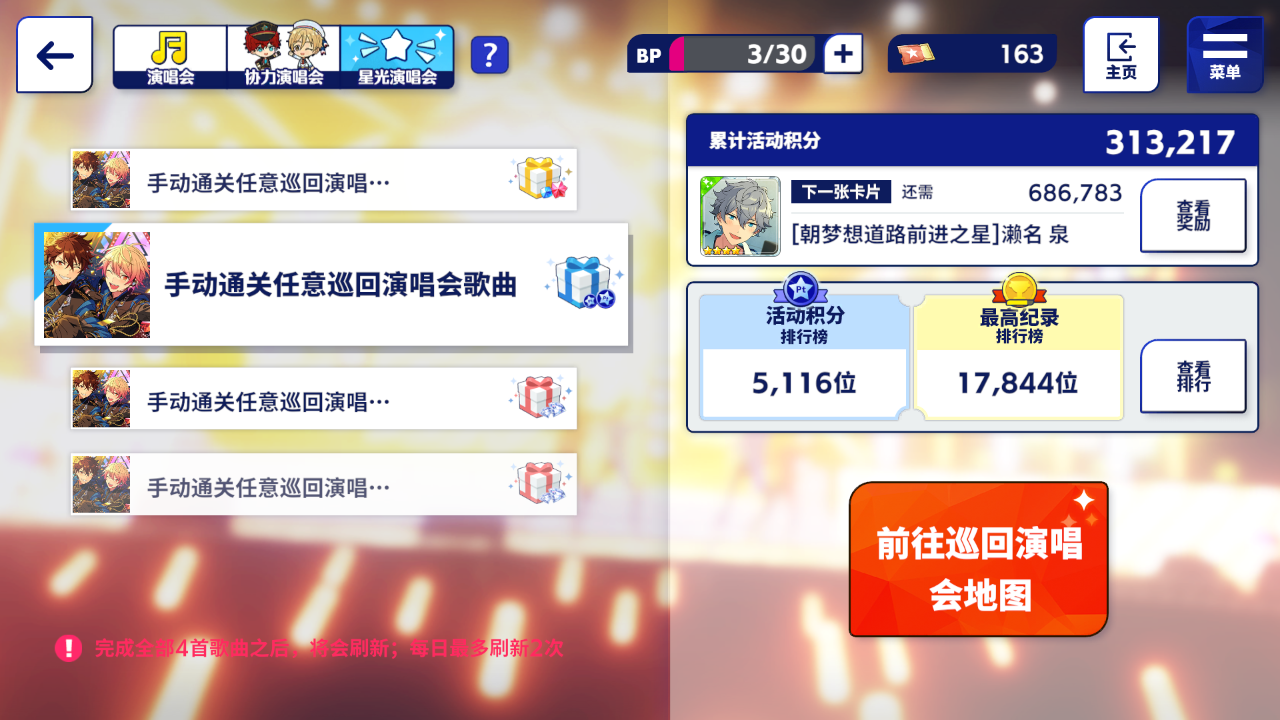 演唱会
协力演唱会
星光演唱会
?
BP
3/30
+
163
主页
菜单
手动通关任意巡回演唱…
手动通关任意巡回演唱会歌曲
手动通关任意巡回演唱…
手动通关任意巡回演唱…
! 完成全部4首歌曲之后，将会刷新；每日最多刷新2次
累计活动积分
313,217
下一张卡片 还需 686,783
[朝梦想道路前进之星]濑名 泉
查看
奖励
Pt
活动积分
排行榜
5,116位
最高纪录
排行榜
17,844位
查看
排行
前往巡回演唱
会地图